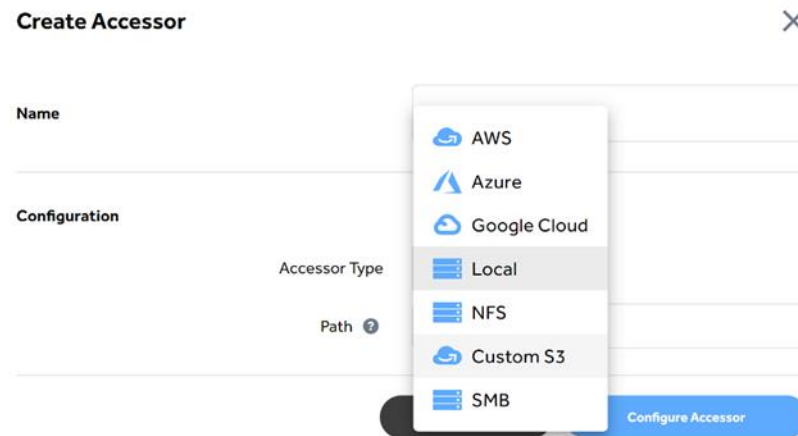 Create Accessor
Name
Configuration
Accessor Type
Path
AWS
Azure
Google Cloud
Local
NFS
Custom S3
SMB
Configure Accessor